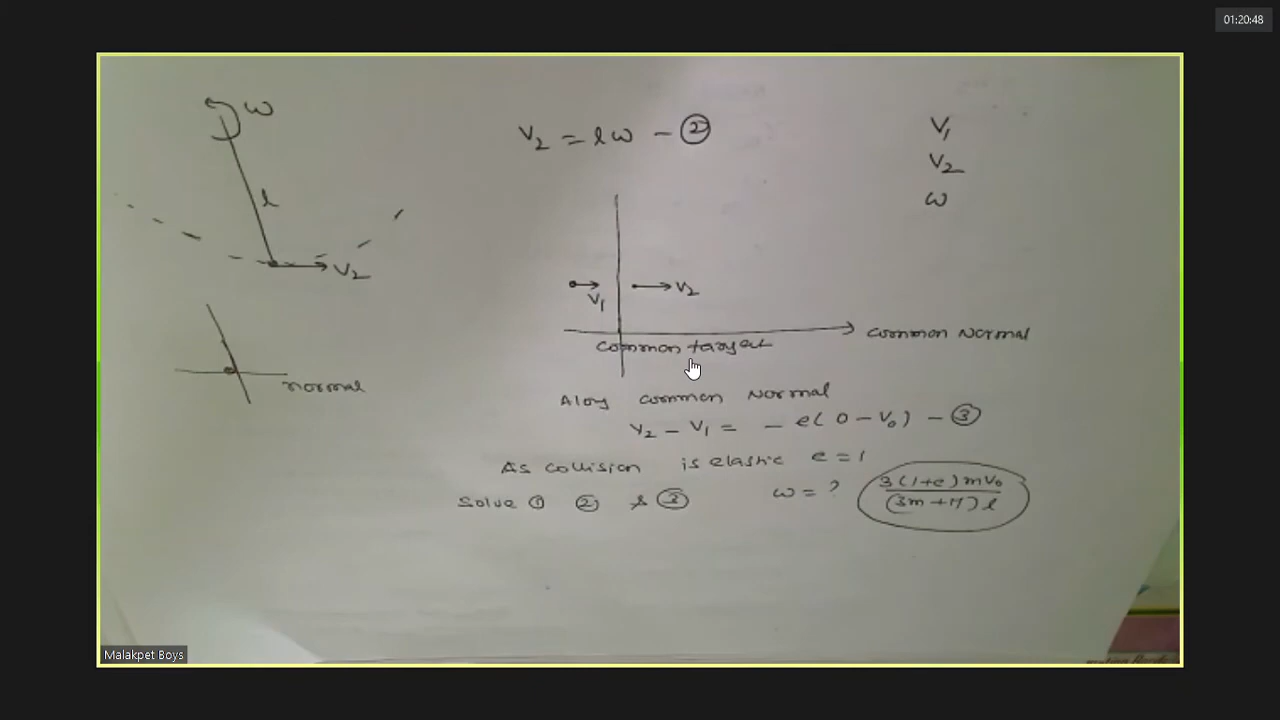 01:20:48
ω
l
V2
normal
V2 = lω - ②
V1
V2
ω
V1
V2
common Normal
common target
Along common Normal
V2 - V1 = - e(0 - V0) - ③
As collision is elastic e = 1
Solve ① ② & ③
ω = ?
3(1+e)mV0
(3m+M)l
Malakpet Boys